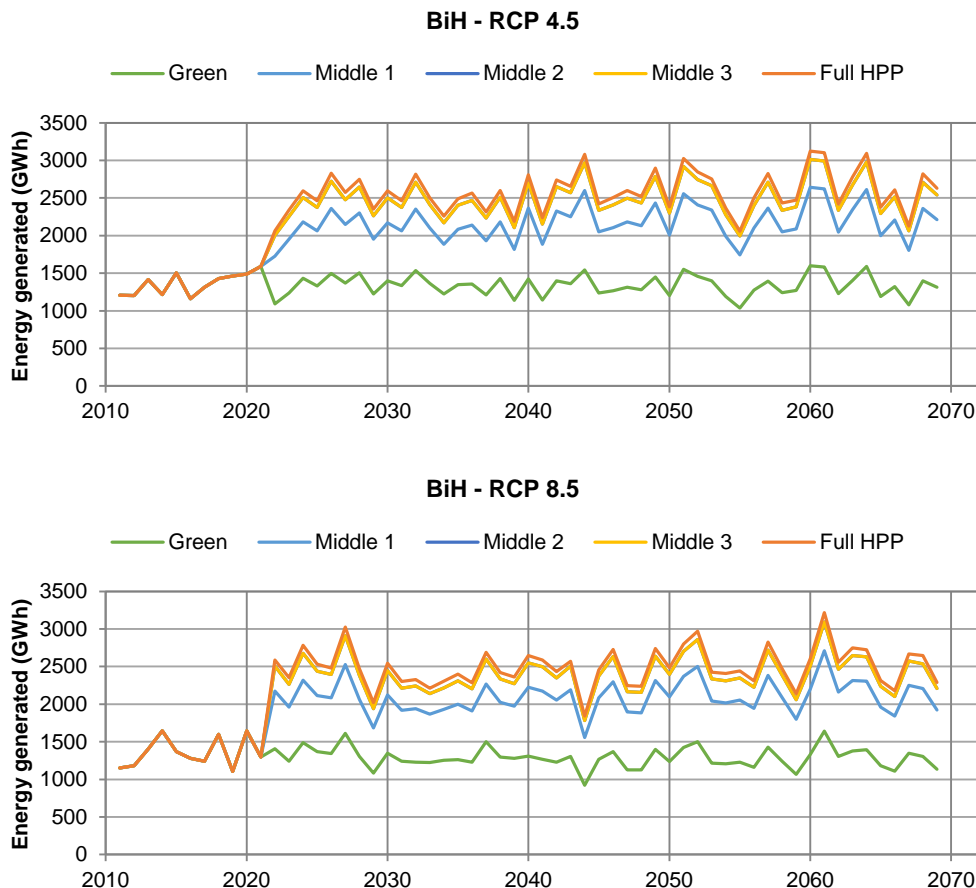 BiH - RCP 4.5
Green Middle 1 Middle 2 Middle 3 Full HPP
Energy generated (GWh)
3500
3000
2500
2000
1500
1000
500
0
2010 2020 2030 2040 2050 2060 2070
BiH - RCP 8.5
Green Middle 1 Middle 2 Middle 3 Full HPP
Energy generated (GWh)
3500
3000
2500
2000
1500
1000
500
0
2010 2020 2030 2040 2050 2060 2070